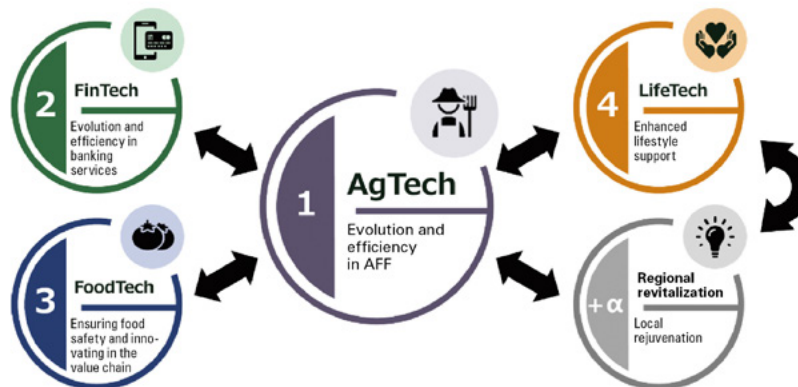 2
FinTech
Evolution and
efficiency in
banking
services
1
AgTech
Evolution and
efficiency
in AFF
4
LifeTech
Enhanced
lifestyle
support
3
FoodTech
Ensuring food
safety and inno-
vating in the
value chain
+α
Regional
revitalization
Local
rejuvenation